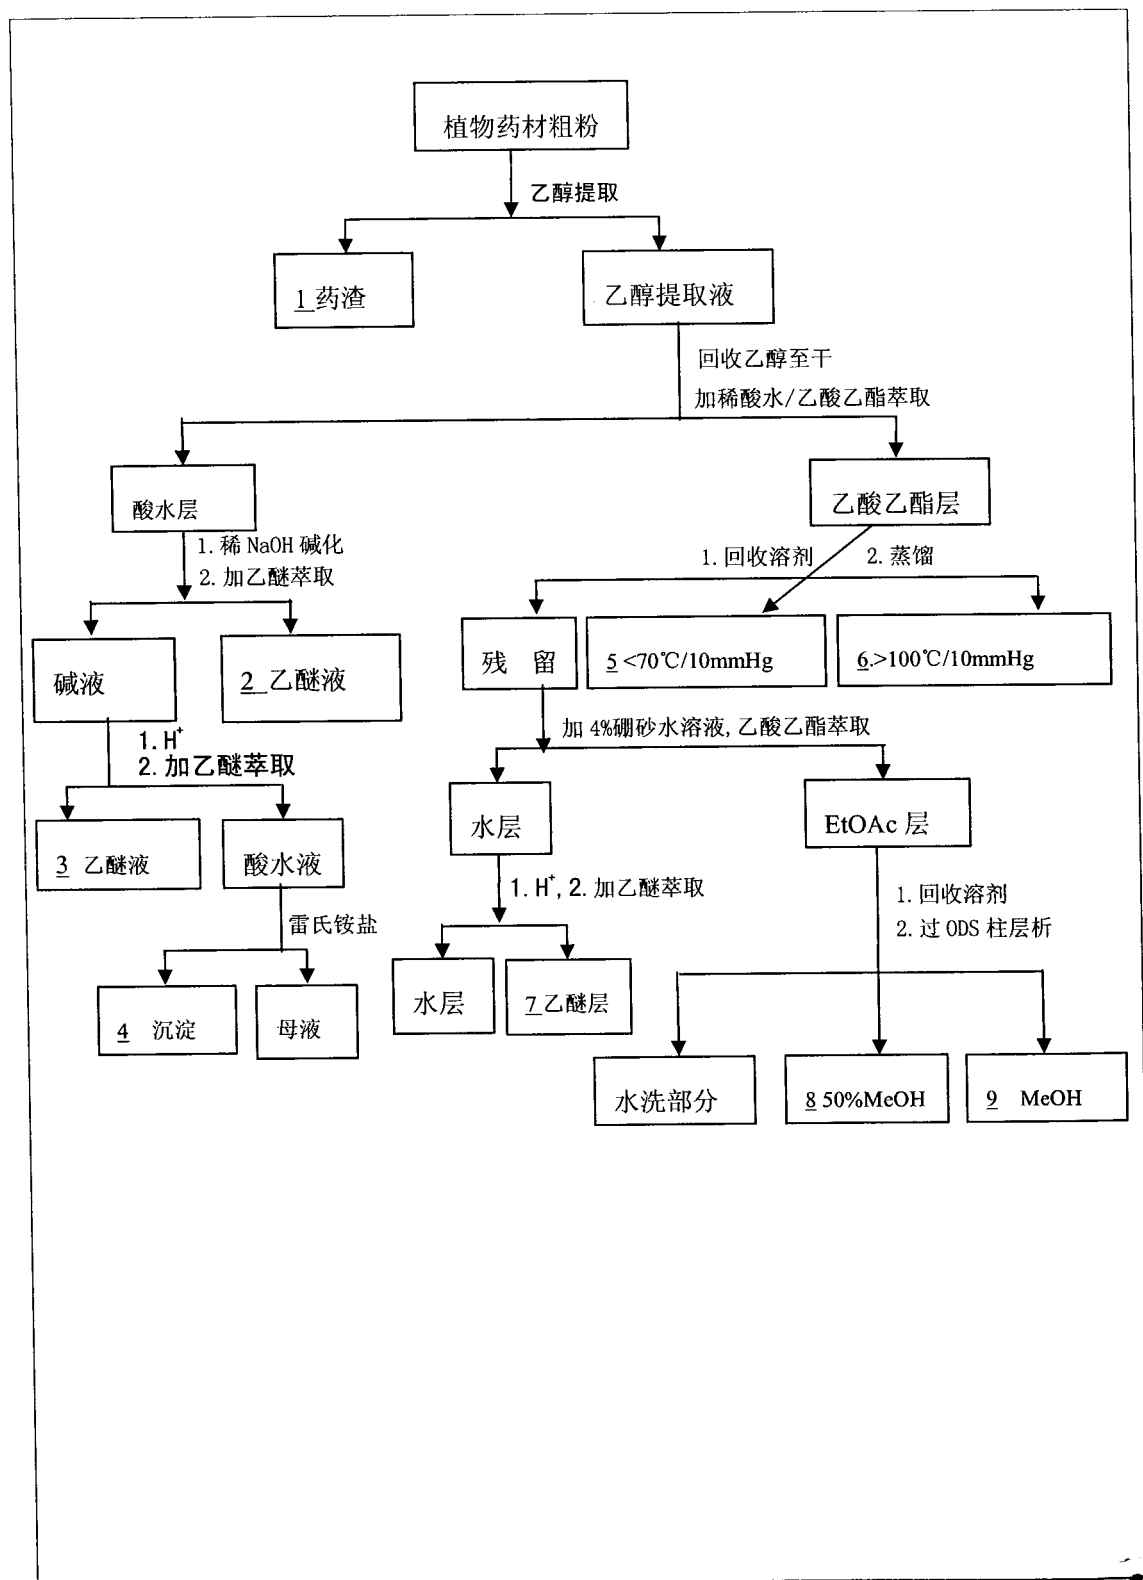 植物药材粗粉
乙醇提取
1 药渣
乙醇提取液
回收乙醇至干
加稀酸水/乙酸乙酯萃取
酸水层
乙酸乙酯层
1. 稀 NaOH 碱化
2. 加乙醚萃取
1. 回收溶剂
2. 蒸馏
碱液
2 乙醚液
残 留
5 <70℃/10mmHg
6.>100℃/10mmHg
1. H⁺
2. 加乙醚萃取
加 4%硼砂水溶液, 乙酸乙酯萃取
3 乙醚液
酸水液
水层
EtOAc 层
雷氏铵盐
1. H⁺, 2. 加乙醚萃取
1. 回收溶剂
2. 过 ODS 柱层析
4 沉淀
母液
水层
7 乙醚层
水洗部分
8 50%MeOH
9 MeOH